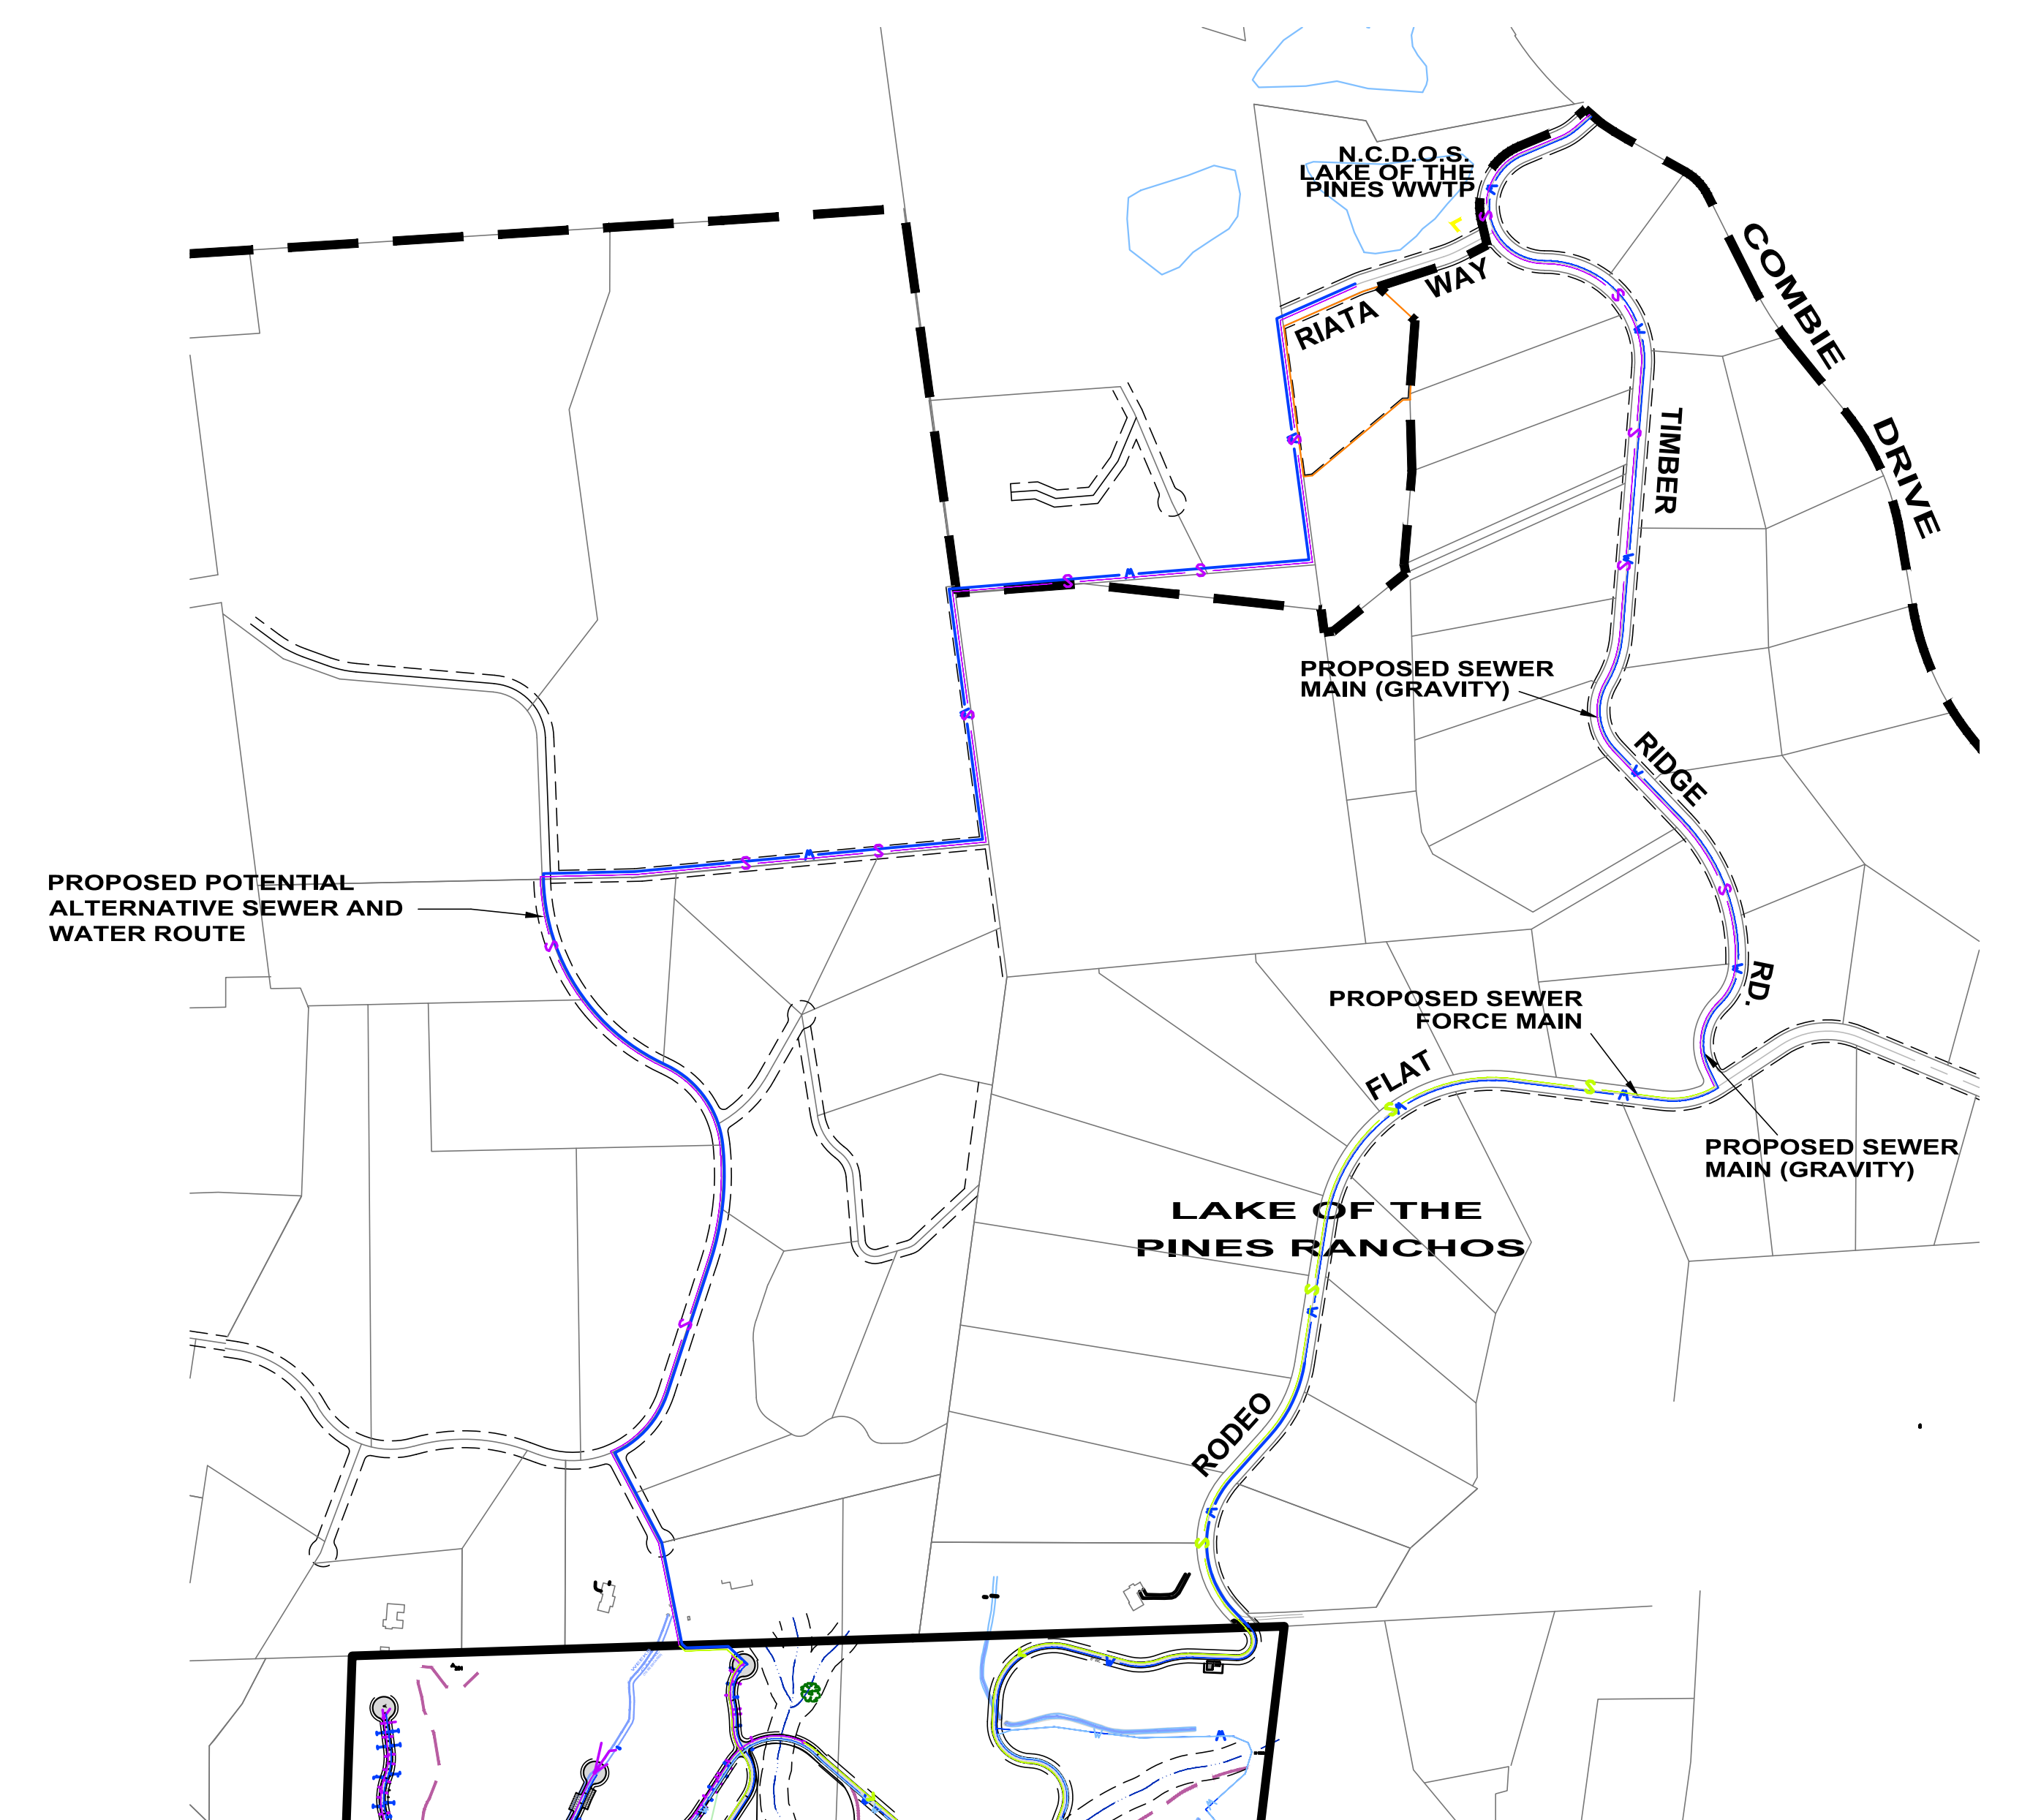 N.C.D.O.S.
LAKE OF THE
PINES WWTP
COMBIE
DRIVE
RIATA
WAY
TIMBER
PROPOSED SEWER
MAIN (GRAVITY)
RIDGE
RD.
PROPOSED POTENTIAL
ALTERNATIVE SEWER AND
WATER ROUTE
PROPOSED SEWER
FORCE MAIN
FLAT
PROPOSED SEWER
MAIN (GRAVITY)
LAKE OF THE
PINES RANCHOS
RODEO